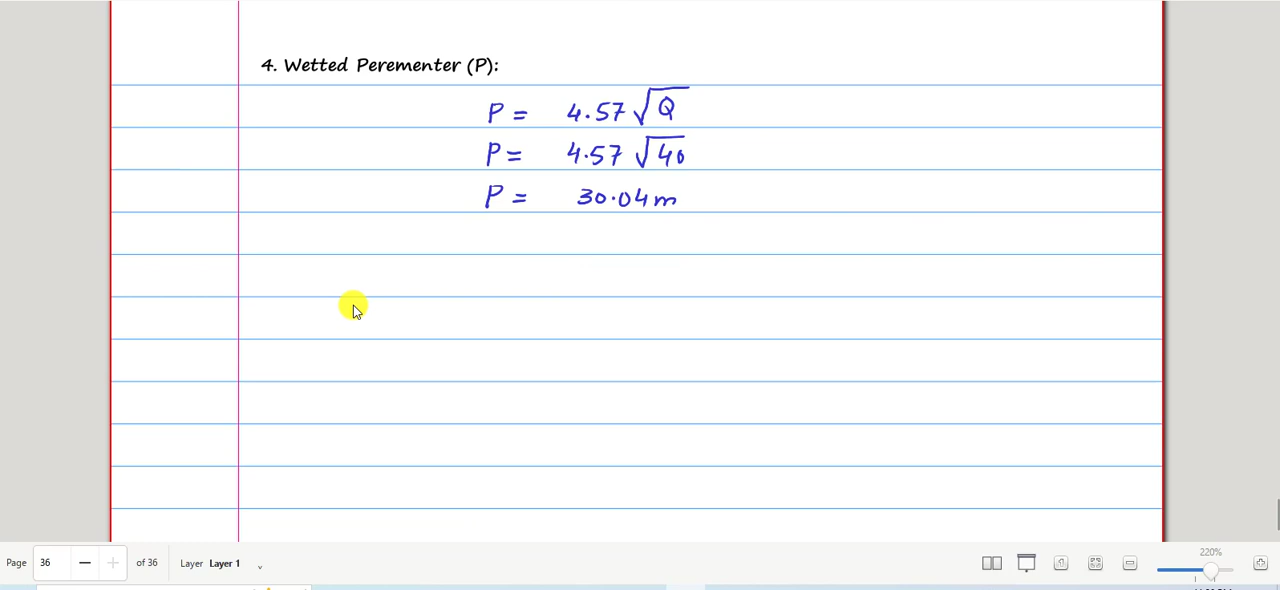 4. Wetted Perementer (P):
P = 4.57 √Q
P = 4.57 √40
P = 30.04 m
Page 36 of 36 Layer Layer 1 220%